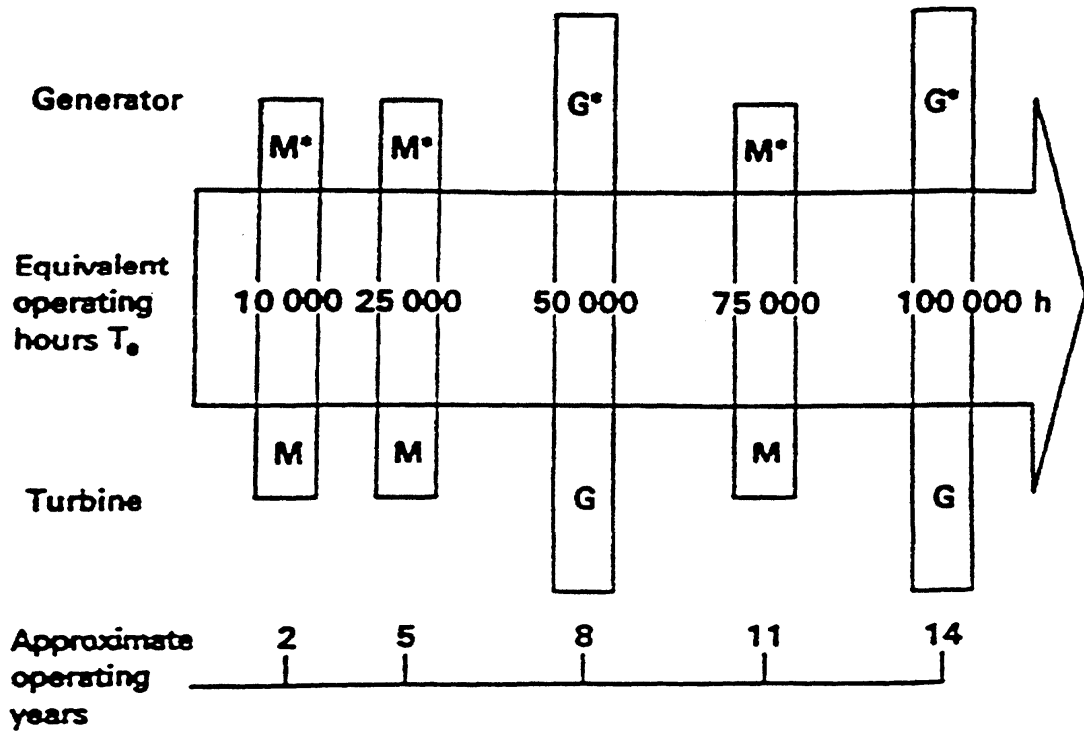 G* G*
Generator
M* M* M*
Equivalent
operating
hours Te
10 000 25 000 50 000 75 000 100 000 h
M M M
Turbine
G G
Approximate
operating
years
2 5 8 11 14